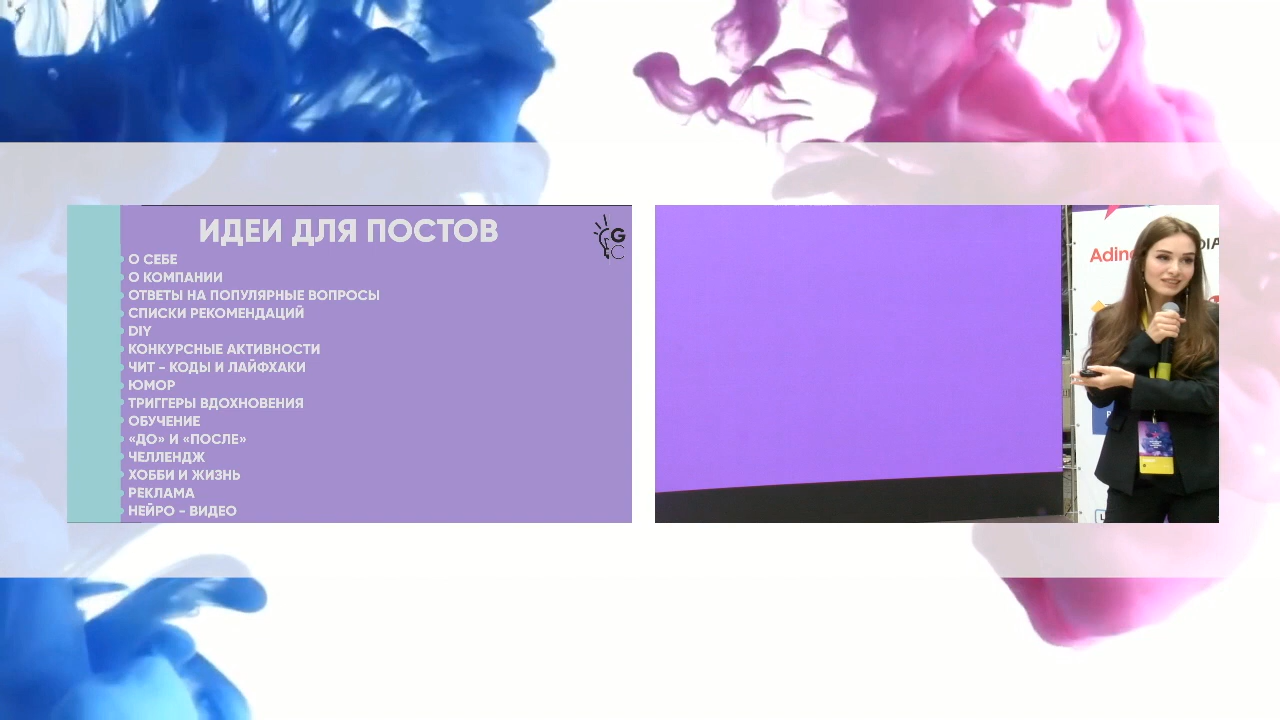 ИДЕИ ДЛЯ ПОСТОВ
G
C
О СЕБЕ
О КОМПАНИИ
ОТВЕТЫ НА ПОПУЛЯРНЫЕ ВОПРОСЫ
СПИСКИ РЕКОМЕНДАЦИЙ
DIY
КОНКУРСНЫЕ АКТИВНОСТИ
ЧИТ - КОДЫ И ЛАЙФХАКИ
ЮМОР
ТРИГГЕРЫ ВДОХНОВЕНИЯ
ОБУЧЕНИЕ
«ДО» И «ПОСЛЕ»
ЧЕЛЛЕНДЖ
ХОББИ И ЖИЗНЬ
РЕКЛАМА
НЕЙРО - ВИДЕО